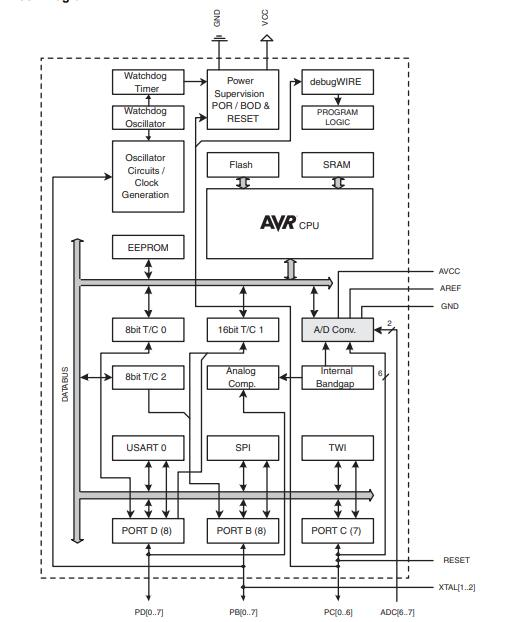 GND
VCC
Watchdog
Timer
Power
Supervision
POR / BOD &
RESET
debugWIRE
Watchdog
Oscillator
PROGRAM
LOGIC
Oscillator
Circuits /
Clock
Generation
Flash
SRAM
AVR CPU
EEPROM
AVCC
AREF
GND
8bit T/C 0
16bit T/C 1
A/D Conv.
2
DATABUS
8bit T/C 2
Analog
Comp.
Internal
Bandgap
6
USART 0
SPI
TWI
PORT D (8)
PORT B (8)
PORT C (7)
RESET
XTAL[1..2]
PD[0..7]
PB[0..7]
PC[0..6]
ADC[6..7]